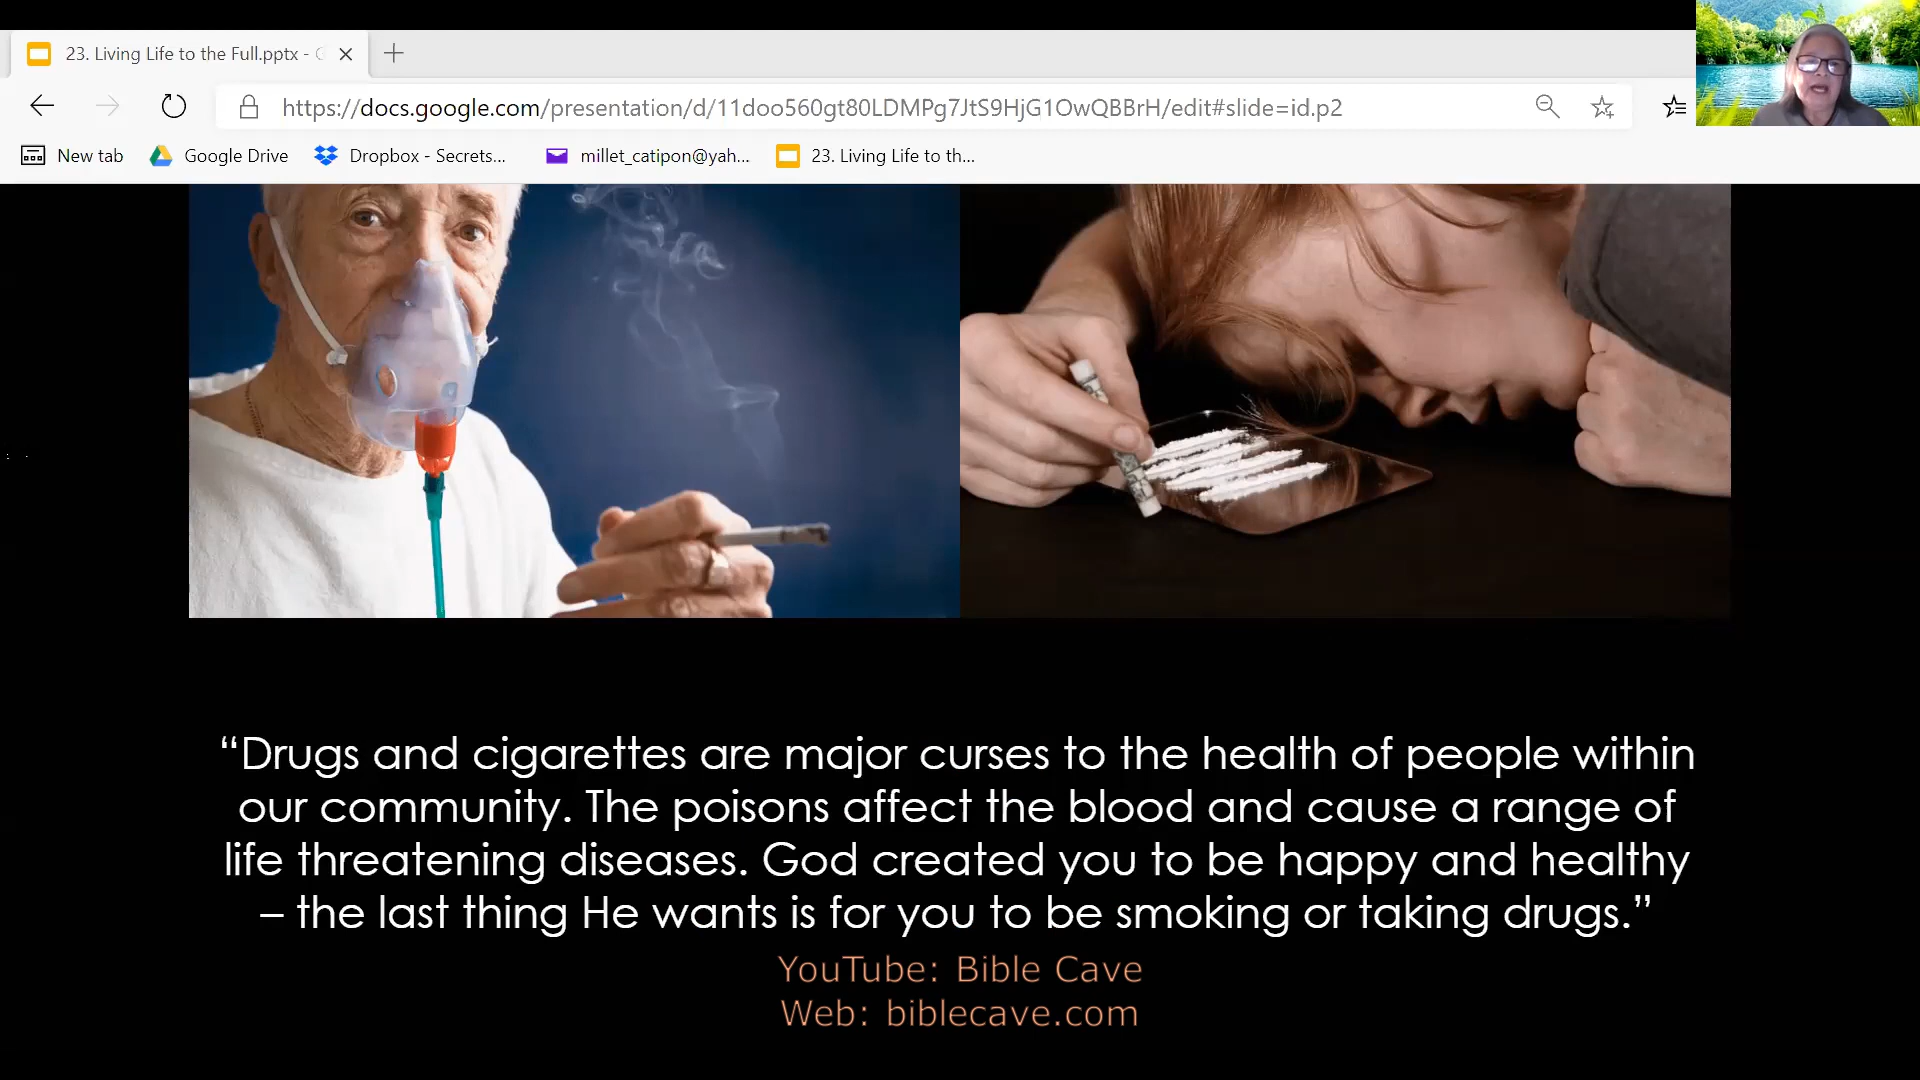 23. Living Life to the Full.pptx - G
https://docs.google.com/presentation/d/11doo560gt80LDMPg7JtS9HjG1OwQBBrH/edit#slide=id.p2
New tab
Google Drive
Dropbox - Secrets...
millet_catipon@yah...
23. Living Life to th...
“Drugs and cigarettes are major curses to the health of people within
our community. The poisons affect the blood and cause a range of
life threatening diseases. God created you to be happy and healthy
– the last thing He wants is for you to be smoking or taking drugs.”
YouTube: Bible Cave
Web: biblecave.com